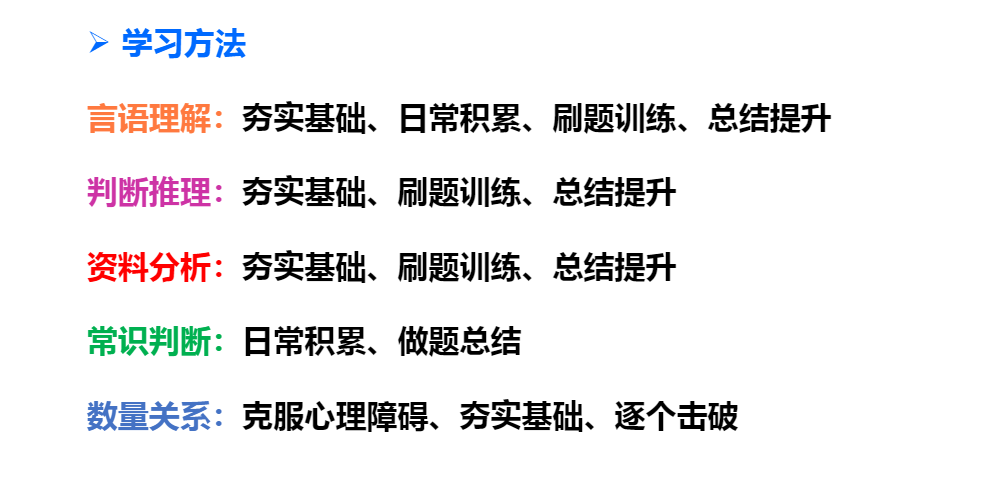 学习方法
言语理解：夯实基础、日常积累、刷题训练、总结提升
判断推理：夯实基础、刷题训练、总结提升
资料分析：夯实基础、刷题训练、总结提升
常识判断：日常积累、做题总结
数量关系：克服心理障碍、夯实基础、逐个击破